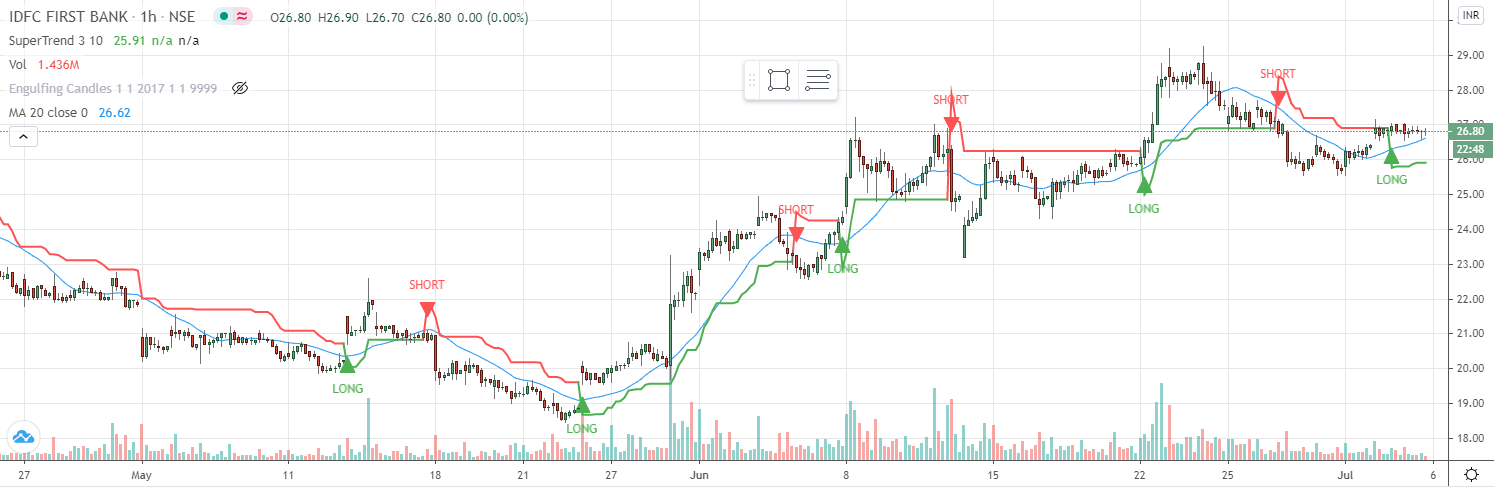 IDFC FIRST BANK · 1h · NSE O26.80 H26.90 L26.70 C26.80 0.00 (0.00%) INR
SuperTrend 3 10 25.91 n/a n/a
Vol 1.436M
Engulfing Candles 1 1 2017 1 1 9999
MA 20 close 0 26.62
29.00
28.00
27.00
26.80
22:48
26.00
25.00
24.00
23.00
22.00
21.00
20.00
19.00
18.00
SHORT
SHORT
LONG
LONG
SHORT
LONG
SHORT
LONG
LONG
27 May 11 18 21 27 Jun 8 15 22 25 Jul 6